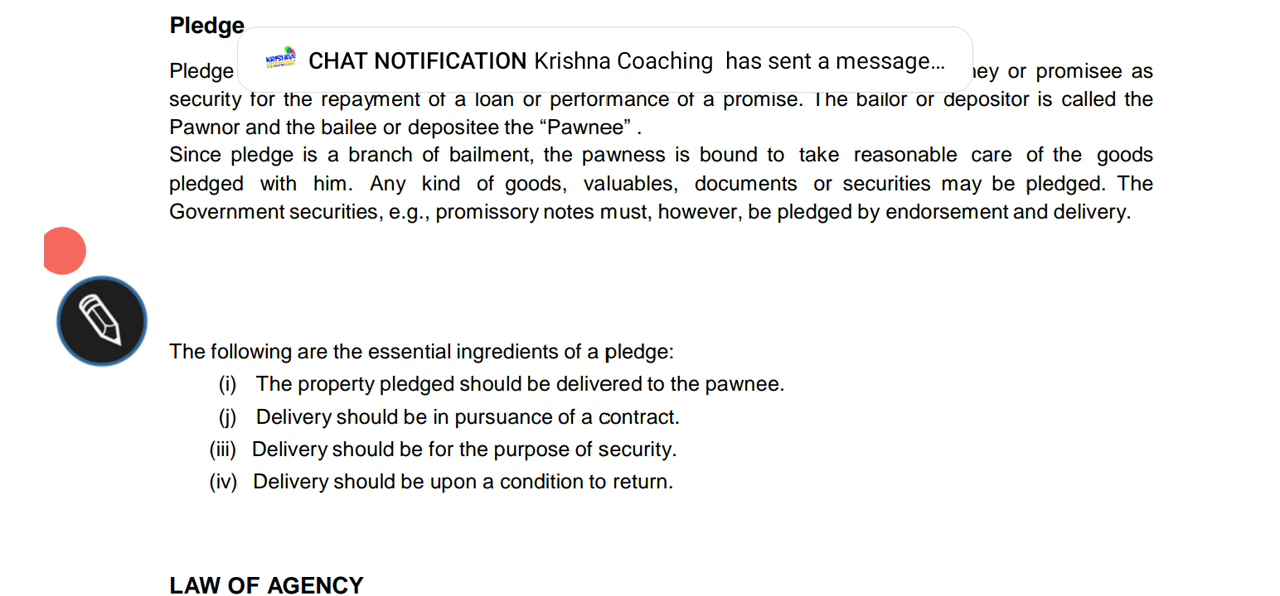 Pledge
CHAT NOTIFICATION Krishna Coaching has sent a message...
Pledge ey or promisee as
security for the repayment of a loan or performance of a promise. The bailor or depositor is called the
Pawnor and the bailee or depositee the “Pawnee” .
Since pledge is a branch of bailment, the pawness is bound to take reasonable care of the goods
pledged with him. Any kind of goods, valuables, documents or securities may be pledged. The
Government securities, e.g., promissory notes must, however, be pledged by endorsement and delivery.
The following are the essential ingredients of a pledge:
(i) The property pledged should be delivered to the pawnee.
(j) Delivery should be in pursuance of a contract.
(iii) Delivery should be for the purpose of security.
(iv) Delivery should be upon a condition to return.
LAW OF AGENCY